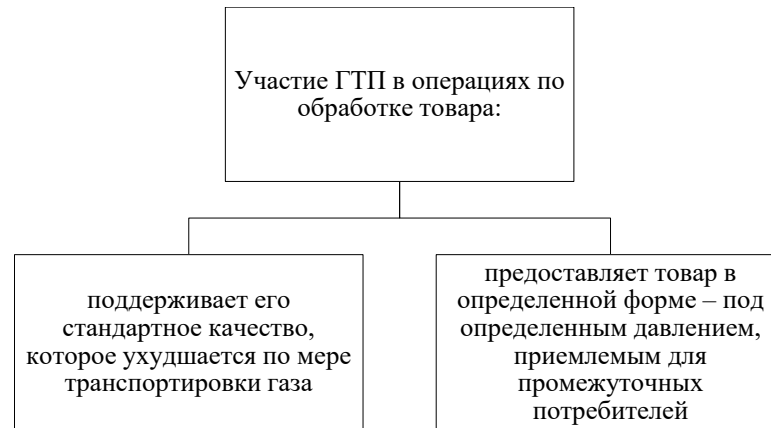 Участие ГТП в операциях по
обработке товара:
поддерживает его
стандартное качество,
которое ухудшается по мере
транспортировки газа
предоставляет товар в
определенной форме – под
определенным давлением,
приемлемым для
промежуточных
потребителей